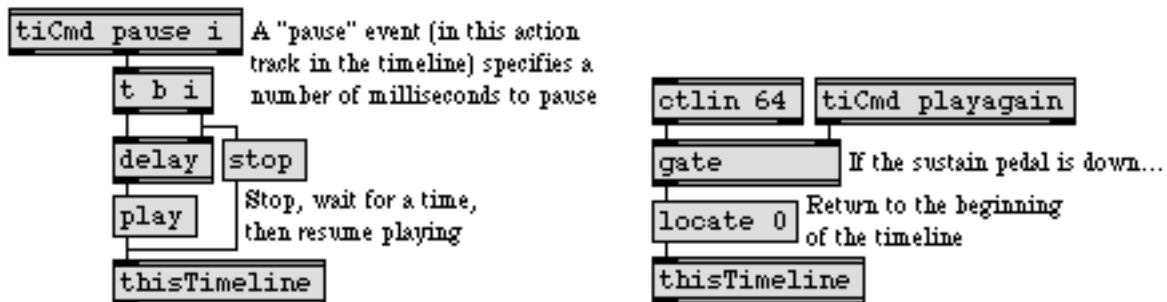 tiCmd pause i
A "pause" event (in this action
track in the timeline) specifies a
number of milliseconds to pause
t b i
delay
stop
Stop, wait for a time,
then resume playing
play
thisTimeline
ctlin 64
tiCmd playagain
gate
If the sustain pedal is down...
locate 0
Return to the beginning
of the timeline
thisTimeline